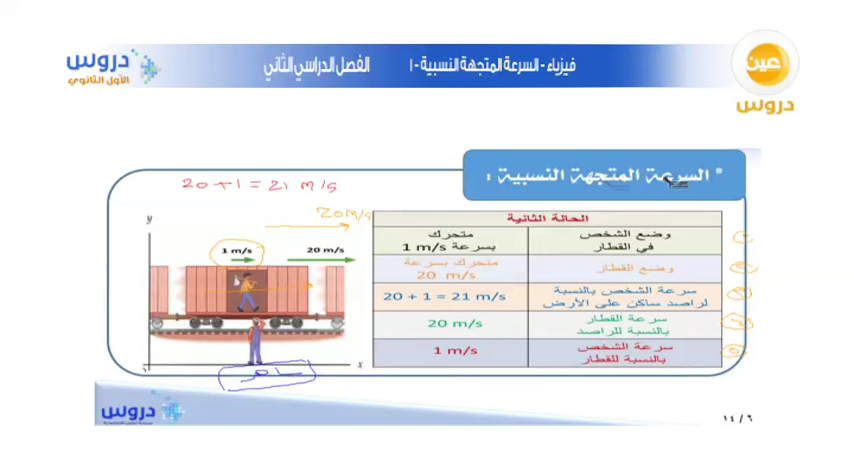 عين
دروس
فيزياء - السرعة المتجهة النسبية - ١
الفصل الدراسي الثاني
دروس
الأول الثانوي
* السرعة المتجهة النسبية :
20 + 1 = 21 m/s
20 m/s
y
1 m/s
20 m/s
x
الحالة الثانية
وضع الشخص في القطار
متحرك بسرعة 1 m/s
وضع القطار
متحرك بسرعة 20 m/s
سرعة الشخص بالنسبة لراصد ساكن على الأرض
20 + 1 = 21 m/s
سرعة القطار بالنسبة للراصد
20 m/s
سرعة الشخص بالنسبة للقطار
1 m/s
دروس
١٤ / ٦